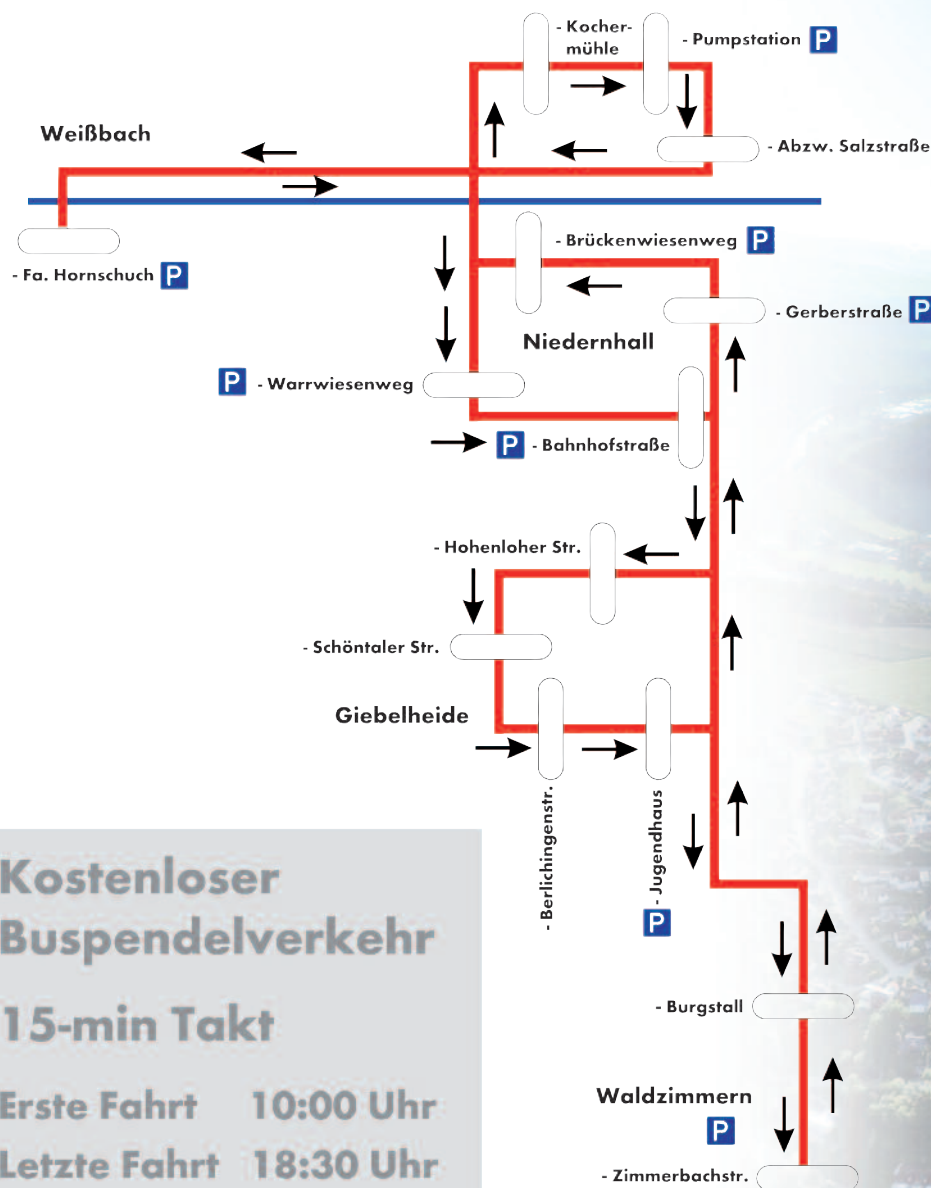 - Kocher-
mühle
- Pumpstation P
Weißbach
- Abzw. Salzstraße
- Brückenwiesenweg P
- Fa. Hornschuch P
- Gerberstraße P
Niedernhall
P - Warrwiesenweg
P - Bahnhofstraße
- Hohenloher Str.
- Schöntaler Str.
Giebelheide
- Berlichingenstr.
- Jugendhaus
P
Kostenloser
Buspendelverkehr
15-min Takt
Erste Fahrt 10:00 Uhr
Letzte Fahrt 18:30 Uhr
- Burgstall
Waldzimmern
P
- Zimmerbachstr.